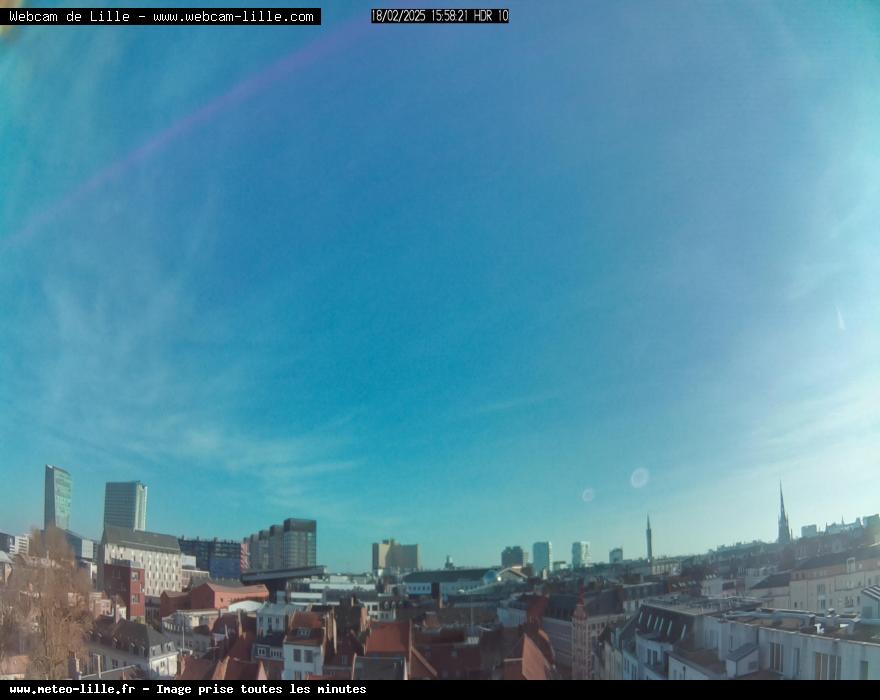 Webcam de Lille - www.webcam-lille.com
18/02/2025 15:58:21 HDR 10
www.meteo-lille.fr - Image prise toutes les minutes